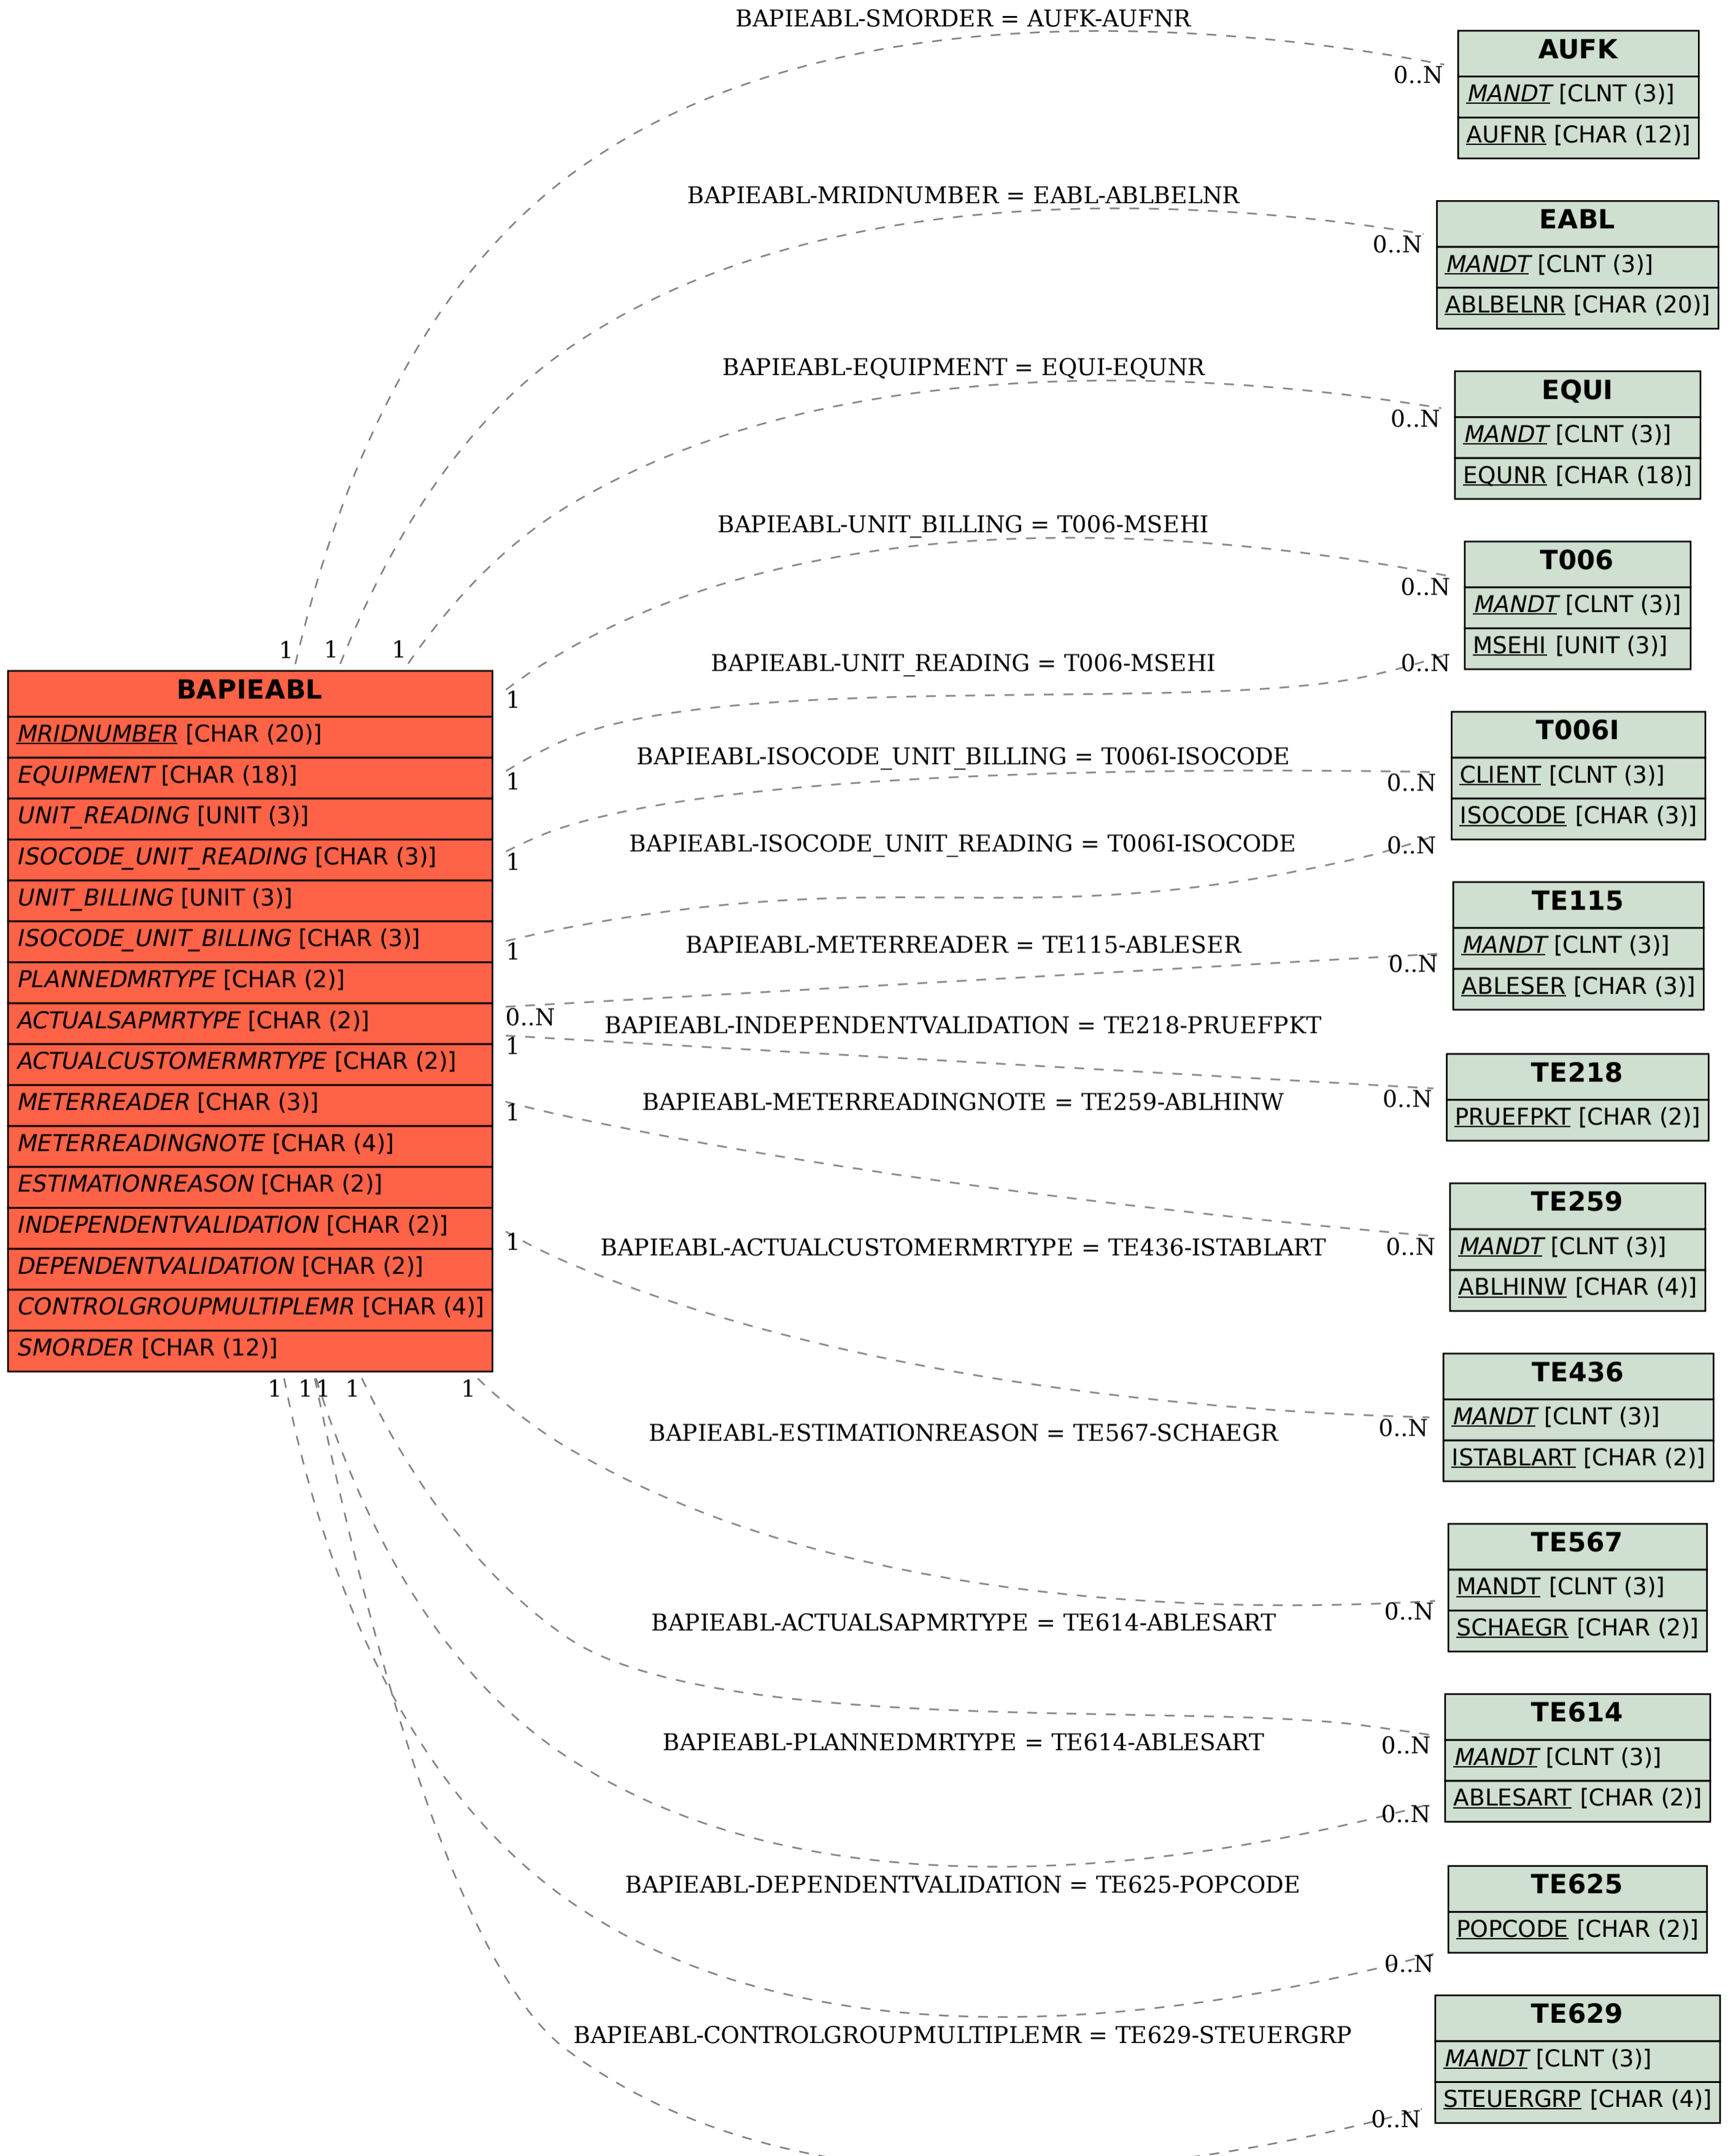 BAPIEABL
MRIDNUMBER [CHAR (20)]
EQUIPMENT [CHAR (18)]
UNIT_READING [UNIT (3)]
ISOCODE_UNIT_READING [CHAR (3)]
UNIT_BILLING [UNIT (3)]
ISOCODE_UNIT_BILLING [CHAR (3)]
PLANNEDMRTYPE [CHAR (2)]
ACTUALSAPMRTYPE [CHAR (2)]
ACTUALCUSTOMERMRTYPE [CHAR (2)]
METERREADER [CHAR (3)]
METERREADINGNOTE [CHAR (4)]
ESTIMATIONREASON [CHAR (2)]
INDEPENDENTVALIDATION [CHAR (2)]
DEPENDENTVALIDATION [CHAR (2)]
CONTROLGROUPMULTIPLEMR [CHAR (4)]
SMORDER [CHAR (12)]
BAPIEABL-SMORDER = AUFK-AUFNR
1
0..N
BAPIEABL-MRIDNUMBER = EABL-ABLBELNR
1
0..N
BAPIEABL-EQUIPMENT = EQUI-EQUNR
1
0..N
BAPIEABL-UNIT_BILLING = T006-MSEHI
1
0..N
BAPIEABL-UNIT_READING = T006-MSEHI
1
0..N
BAPIEABL-ISOCODE_UNIT_BILLING = T006I-ISOCODE
1
0..N
BAPIEABL-ISOCODE_UNIT_READING = T006I-ISOCODE
1
0..N
BAPIEABL-METERREADER = TE115-ABLESER
0..N
0..N
BAPIEABL-INDEPENDENTVALIDATION = TE218-PRUEFPKT
1
0..N
BAPIEABL-METERREADINGNOTE = TE259-ABLHINW
1
0..N
BAPIEABL-ACTUALCUSTOMERMRTYPE = TE436-ISTABLART
1
0..N
BAPIEABL-ESTIMATIONREASON = TE567-SCHAEGR
1
0..N
BAPIEABL-ACTUALSAPMRTYPE = TE614-ABLESART
1
0..N
BAPIEABL-PLANNEDMRTYPE = TE614-ABLESART
1
0..N
BAPIEABL-DEPENDENTVALIDATION = TE625-POPCODE
1
0..N
BAPIEABL-CONTROLGROUPMULTIPLEMR = TE629-STEUERGRP
1
0..N
AUFK
MANDT [CLNT (3)]
AUFNR [CHAR (12)]
EABL
MANDT [CLNT (3)]
ABLBELNR [CHAR (20)]
EQUI
MANDT [CLNT (3)]
EQUNR [CHAR (18)]
T006
MANDT [CLNT (3)]
MSEHI [UNIT (3)]
T006I
CLIENT [CLNT (3)]
ISOCODE [CHAR (3)]
TE115
MANDT [CLNT (3)]
ABLESER [CHAR (3)]
TE218
PRUEFPKT [CHAR (2)]
TE259
MANDT [CLNT (3)]
ABLHINW [CHAR (4)]
TE436
MANDT [CLNT (3)]
ISTABLART [CHAR (2)]
TE567
MANDT [CLNT (3)]
SCHAEGR [CHAR (2)]
TE614
MANDT [CLNT (3)]
ABLESART [CHAR (2)]
TE625
POPCODE [CHAR (2)]
TE629
MANDT [CLNT (3)]
STEUERGRP [CHAR (4)]